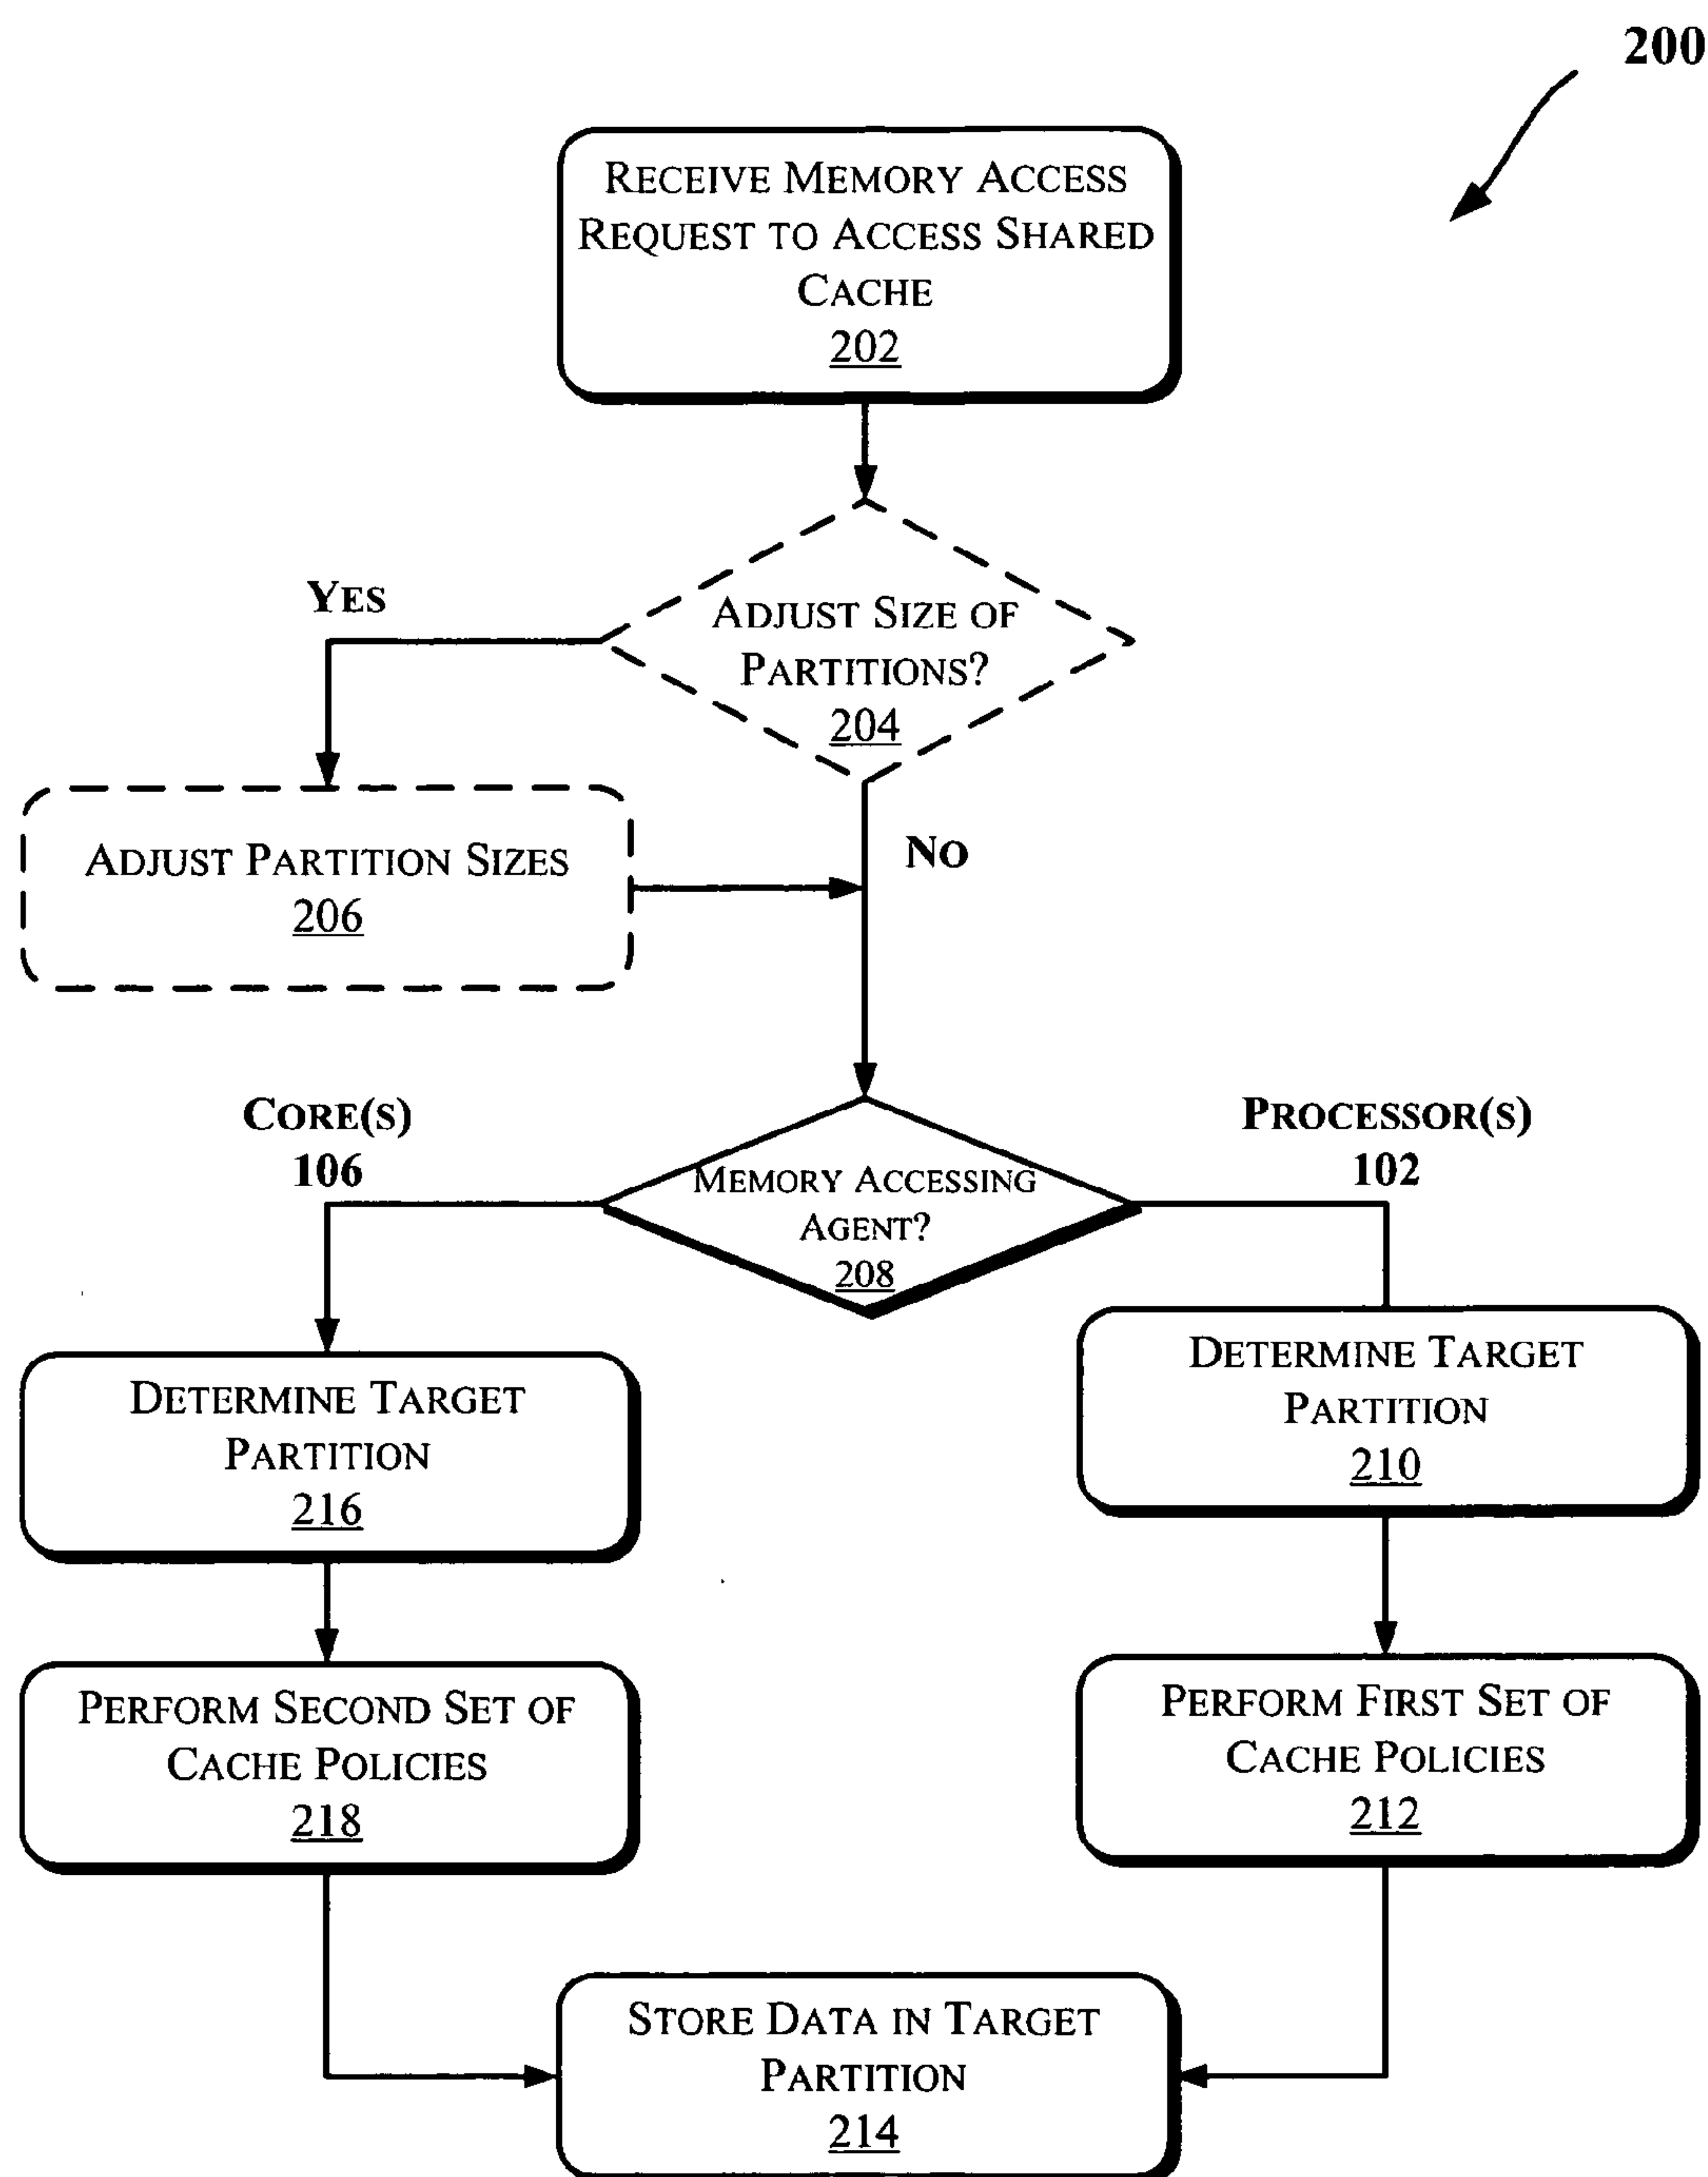 200
RECEIVE MEMORY ACCESS
REQUEST TO ACCESS SHARED
CACHE
202
YES
ADJUST SIZE OF
PARTITIONS?
204
ADJUST PARTITION SIZES
206
NO
CORE(S)
106
PROCESSOR(S)
102
MEMORY ACCESSING
AGENT?
208
DETERMINE TARGET
PARTITION
216
DETERMINE TARGET
PARTITION
210
PERFORM SECOND SET OF
CACHE POLICIES
218
PERFORM FIRST SET OF
CACHE POLICIES
212
STORE DATA IN TARGET
PARTITION
214